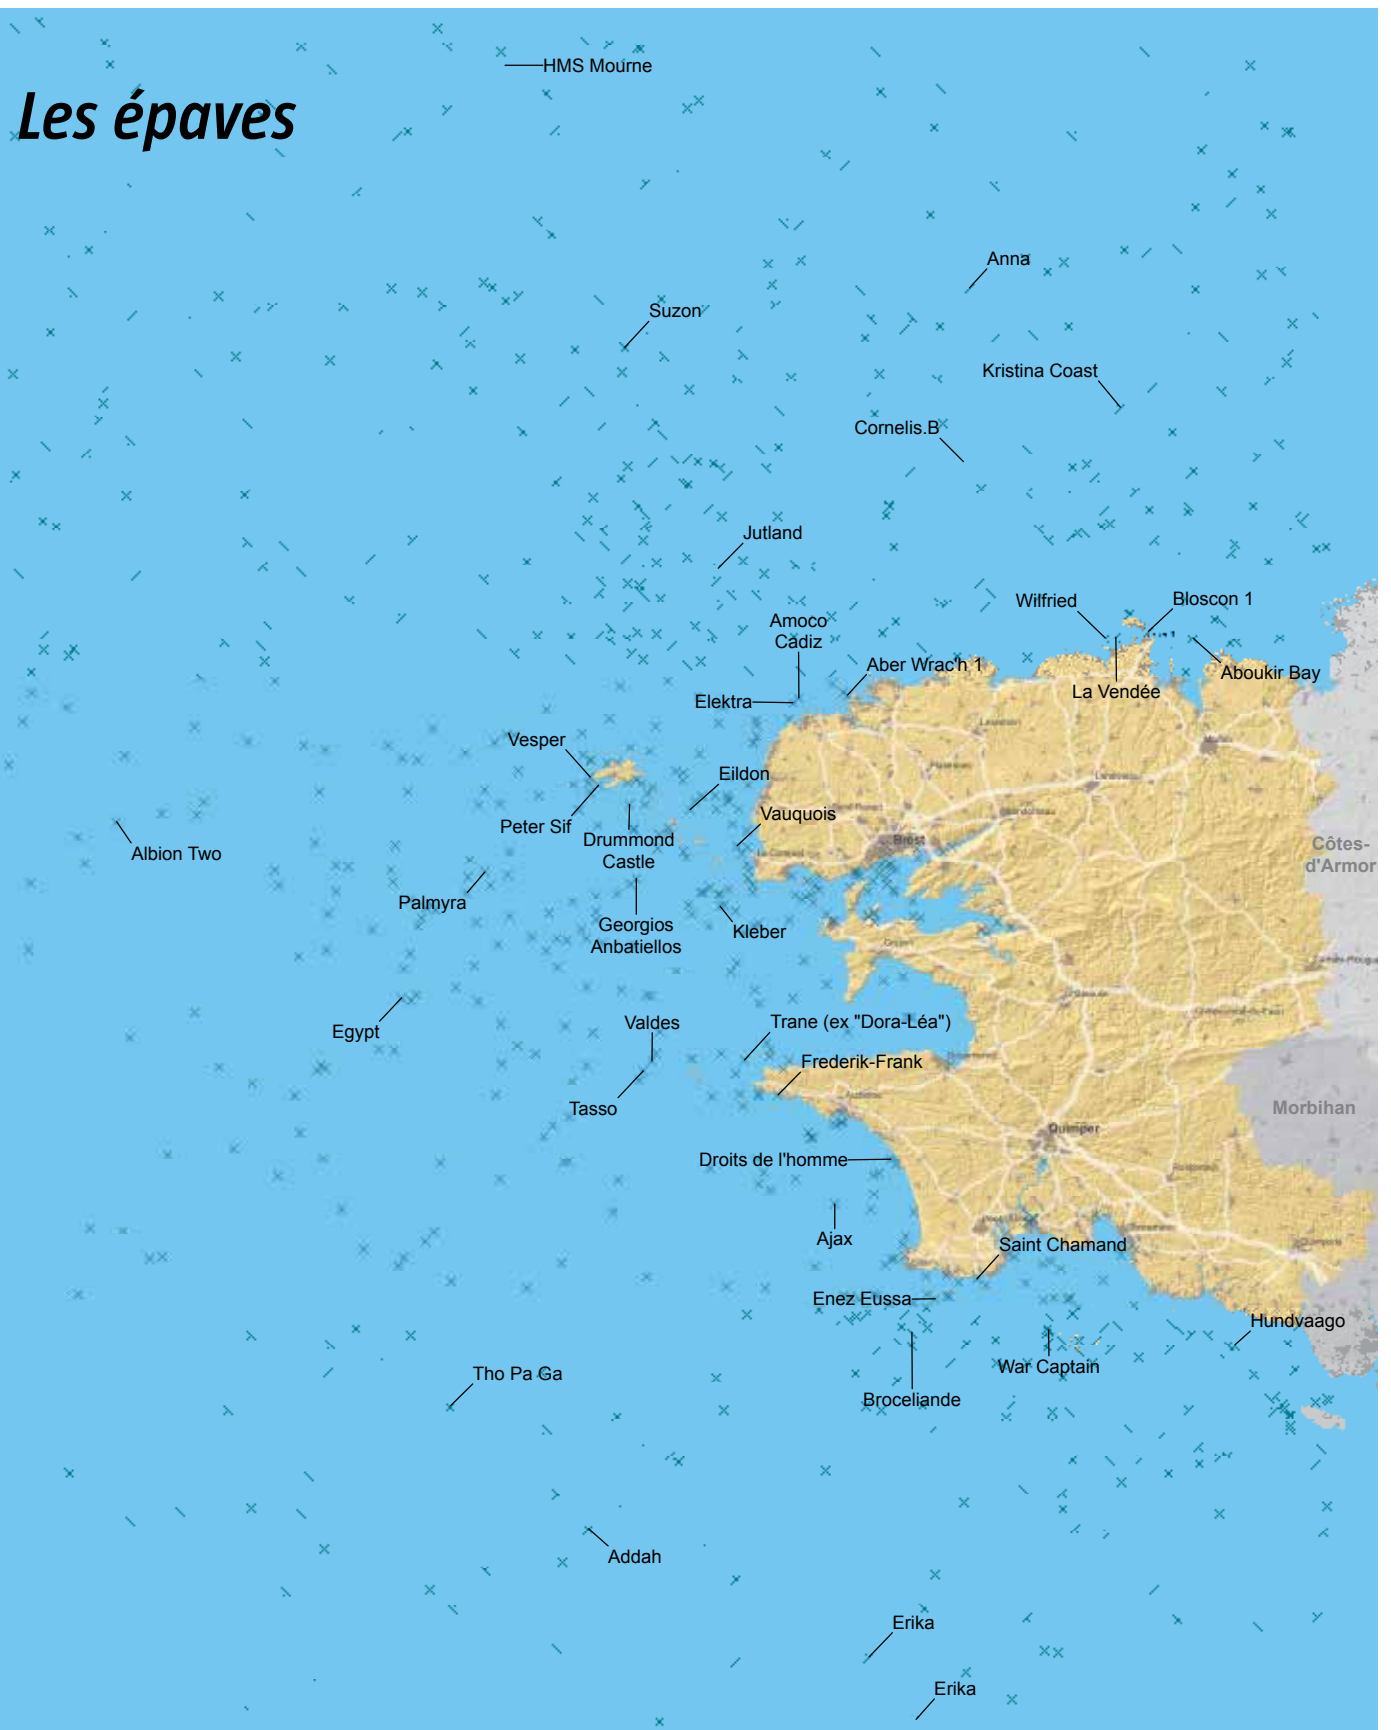 HMS Mourne
Les épaves
Anna
Suzon
Kristina Coast
Cornelis.B
Jutland
Wilfried
Bloscon 1
Amoco
Cadiz
Aber Wrac'h 1
Aboukir Bay
La Vendée
Elektra
Vesper
Eildon
Vauquois
Peter Sif
Drummond
Castle
Brest
Albion Two
Côtes-
d'Armor
Palmyra
Georgios
Anbatiellos
Kleber
Egypt
Valdes
Trane (ex "Dora-Léa")
Frederik-Frank
Tasso
Morbihan
Quimper
Droits de l'homme
Ajax
Saint Chamand
Enez Eussa
Hundvaago
War Captain
Tho Pa Ga
Broceliande
Addah
Erika
Erika